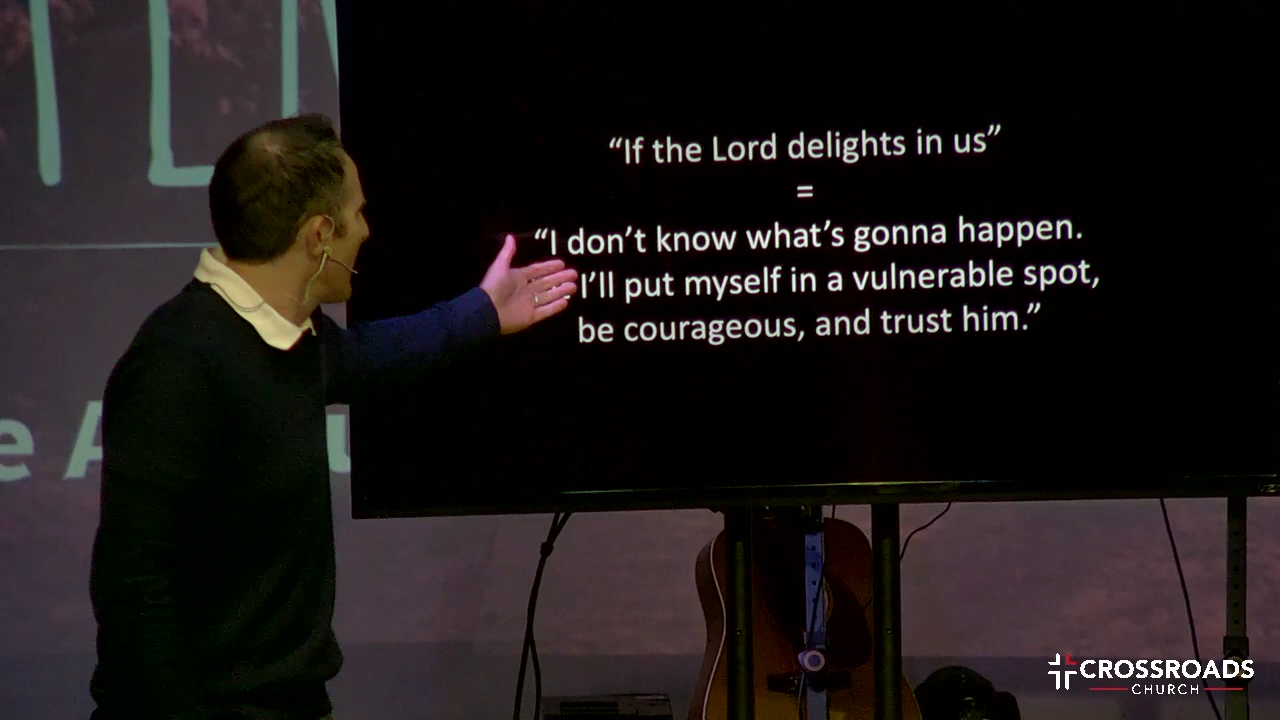 “If the Lord delights in us”
=
“I don’t know what’s gonna happen.
I’ll put myself in a vulnerable spot,
be courageous, and trust him.”
CROSSROADS
CHURCH